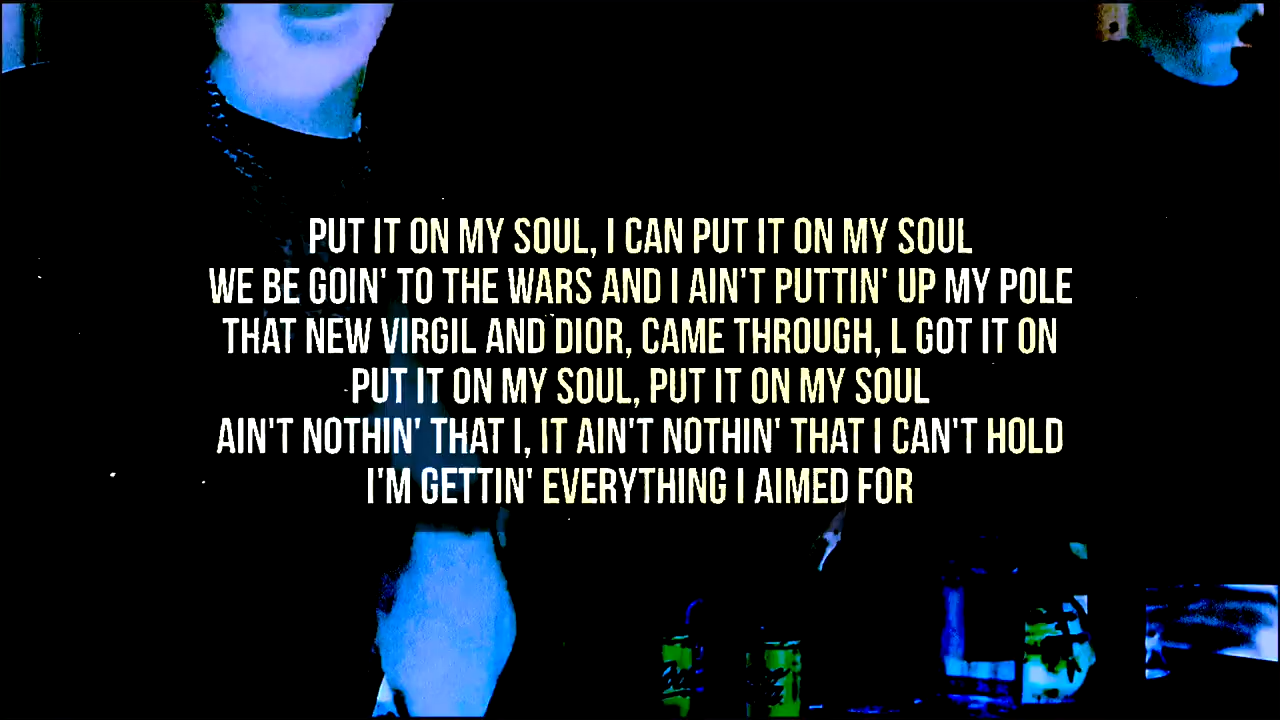 PUT IT ON MY SOUL, I CAN PUT IT ON MY SOUL
WE BE GOIN' TO THE WARS AND I AIN'T PUTTIN' UP MY POLE
THAT NEW VIRGIL AND DIOR, CAME THROUGH, L GOT IT ON
PUT IT ON MY SOUL, PUT IT ON MY SOUL
AIN'T NOTHIN' THAT I, IT AIN'T NOTHIN' THAT I CAN'T HOLD
I'M GETTIN' EVERYTHING I AIMED FOR